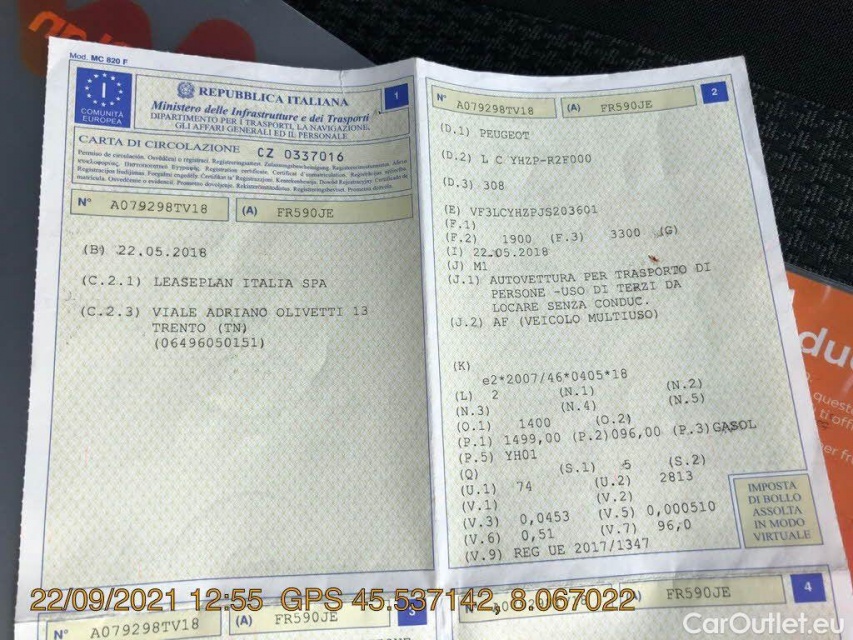 Mod. MC 820 F
COMUNITÀ
EUROPEA
REPUBBLICA ITALIANA
Ministero delle Infrastrutture e dei Trasporti
DIPARTIMENTO PER I TRASPORTI, LA NAVIGAZIONE,
GLI AFFARI GENERALI ED IL PERSONALE
1
CARTA DI CIRCOLAZIONE CZ 0337016
N° A079298TV18 (A) FR590JE
(B) 22.05.2018
(C.2.1) LEASEPLAN ITALIA SPA
(C.2.3) VIALE ADRIANO OLIVETTI 13
TRENTO (TN)
(06496050151)
N° A079298TV18 (A) FR590JE 2
(D.1) PEUGEOT
(D.2) L C YHZP-R2F000
(D.3) 308
(E) VF3LCYHZPJS203601
(F.1)
(F.2) 1900 (F.3) 3300 (G)
(I) 22.05.2018
(J) M1
(J.1) AUTOVETTURA PER TRASPORTO DI
PERSONE -USO DI TERZI DA
LOCARE SENZA CONDUC.
(J.2) AF (VEICOLO MULTIUSO)
(K)
e2*2007/46*0405*18
(L) 2 (N.1) (N.2)
(N.3) (N.4) (N.5)
(O.1) 1400 (O.2)
(P.1) 1499,00 (P.2)096,00 (P.3)GASOL
(P.5) YH01
(Q) (S.1) 5 (S.2)
(U.1) 74 (U.2) 2813
(V.1) (V.2)
(V.3) 0,0453 (V.5) 0,000510
(V.6) 0,51 (V.7) 96,0
(V.9) REG UE 2017/1347
IMPOSTA
DI BOLLO
ASSOLTA
IN MODO
VIRTUALE
du
questi
ti off
er fr
22/09/2021 12:55 GPS 45.537142, 8.067022
N° A079298TV18 (A) FR590JE 3
FR590JE 4
CarOutlet.eu